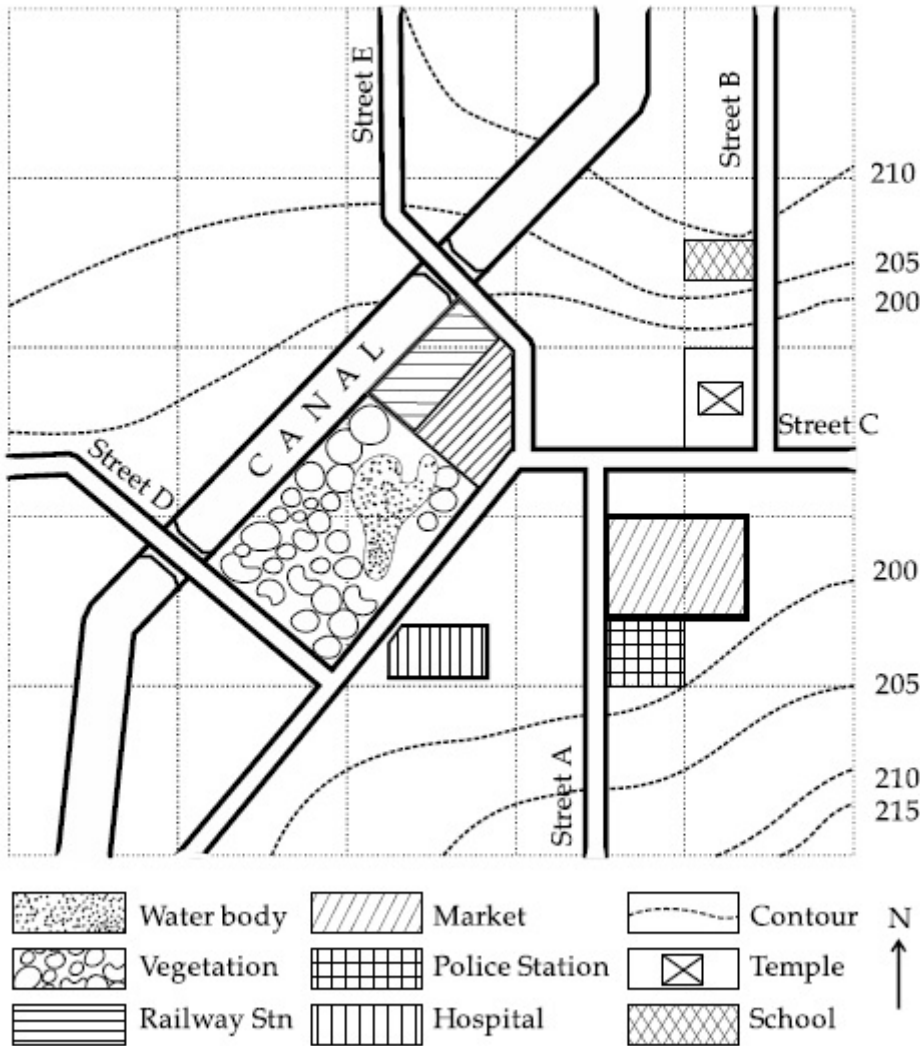 Street E
Street B
210
205
200
CANAL
Street C
Street D
200
205
Street A
210
215
Water body
Market
Contour
N
Vegetation
Police Station
Temple
Railway Stn
Hospital
School